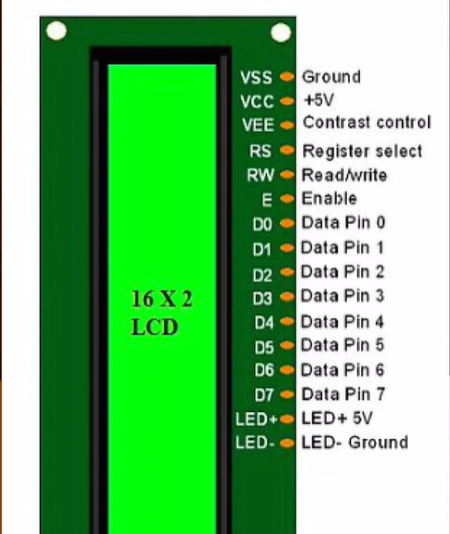 VSS Ground
VCC +5V
VEE Contrast control
RS Register select
RW Read/write
E Enable
D0 Data Pin 0
D1 Data Pin 1
D2 Data Pin 2
D3 Data Pin 3
16 X 2
LCD
D4 Data Pin 4
D5 Data Pin 5
D6 Data Pin 6
D7 Data Pin 7
LED+ LED+ 5V
LED- LED- Ground